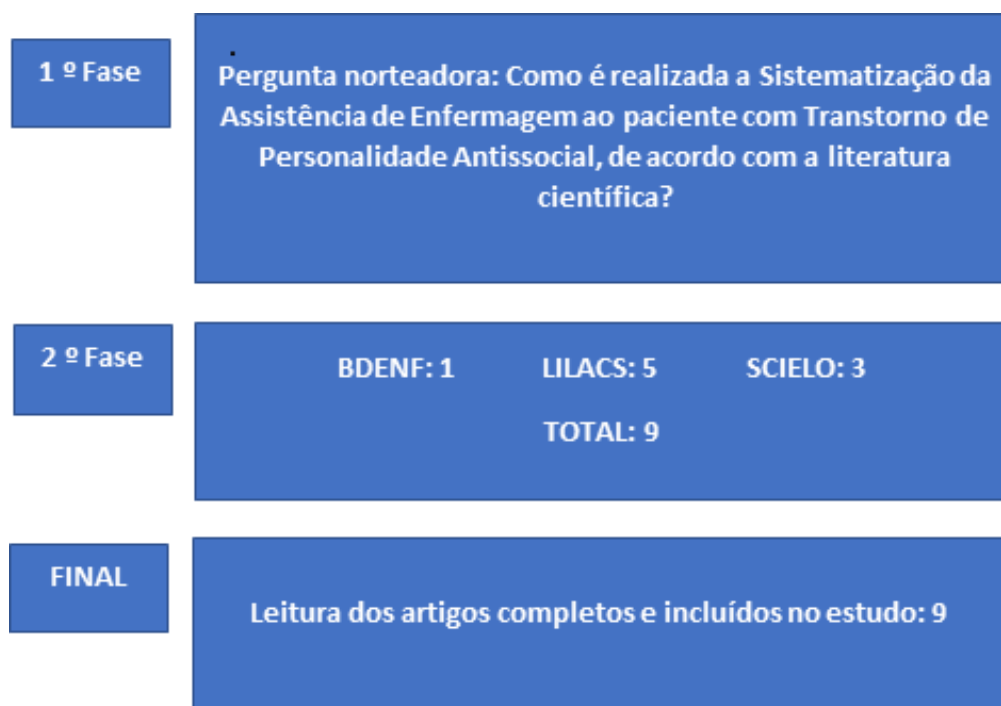 1 º Fase
Pergunta norteadora: Como é realizada a Sistematização da
Assistência de Enfermagem ao paciente com Transtorno de
Personalidade Antissocial, de acordo com a literatura
científica?
2 º Fase
BDENF: 1 LILACS: 5 SCIELO: 3
TOTAL: 9
FINAL
Leitura dos artigos completos e incluídos no estudo: 9